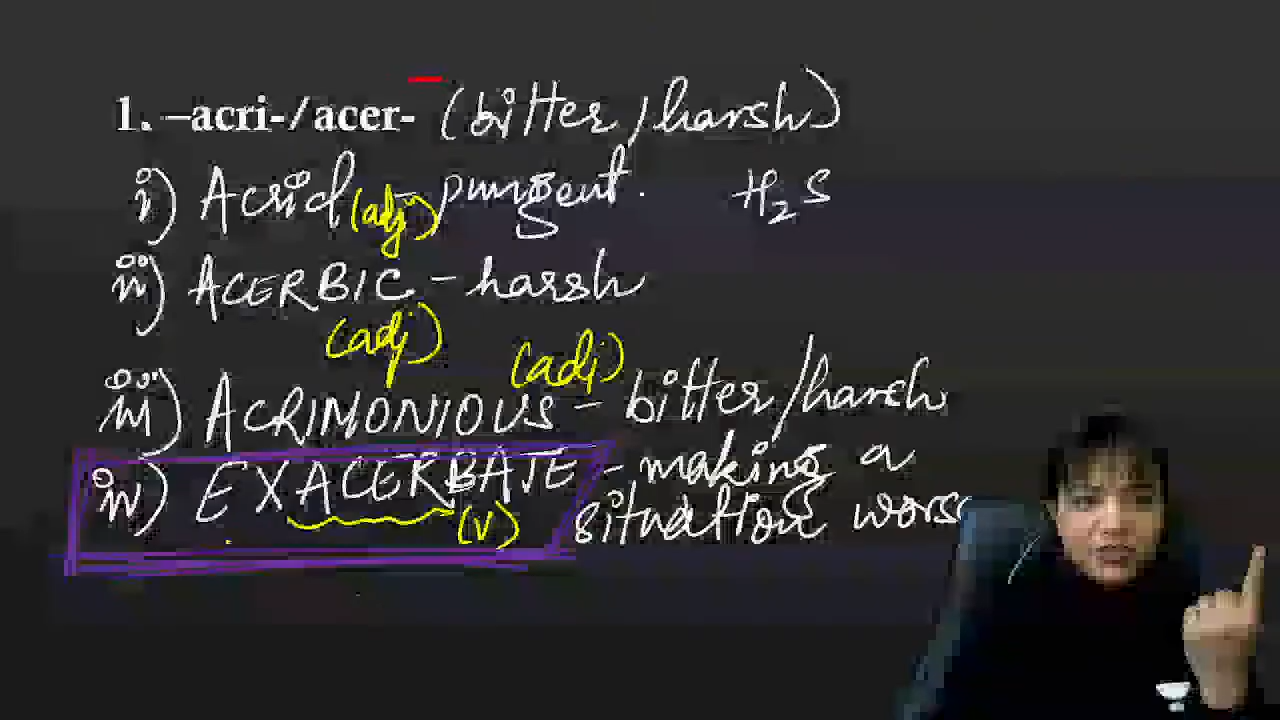 1. –acri-/acer- (bitter/harsh)
i) Acrid (adj) – pungent. H₂S
ii) ACERBIC – harsh
(adj) (adj)
iii) ACRIMONIOUS – bitter/harsh
iv) EXACERBATE – making a
(v) situation worse